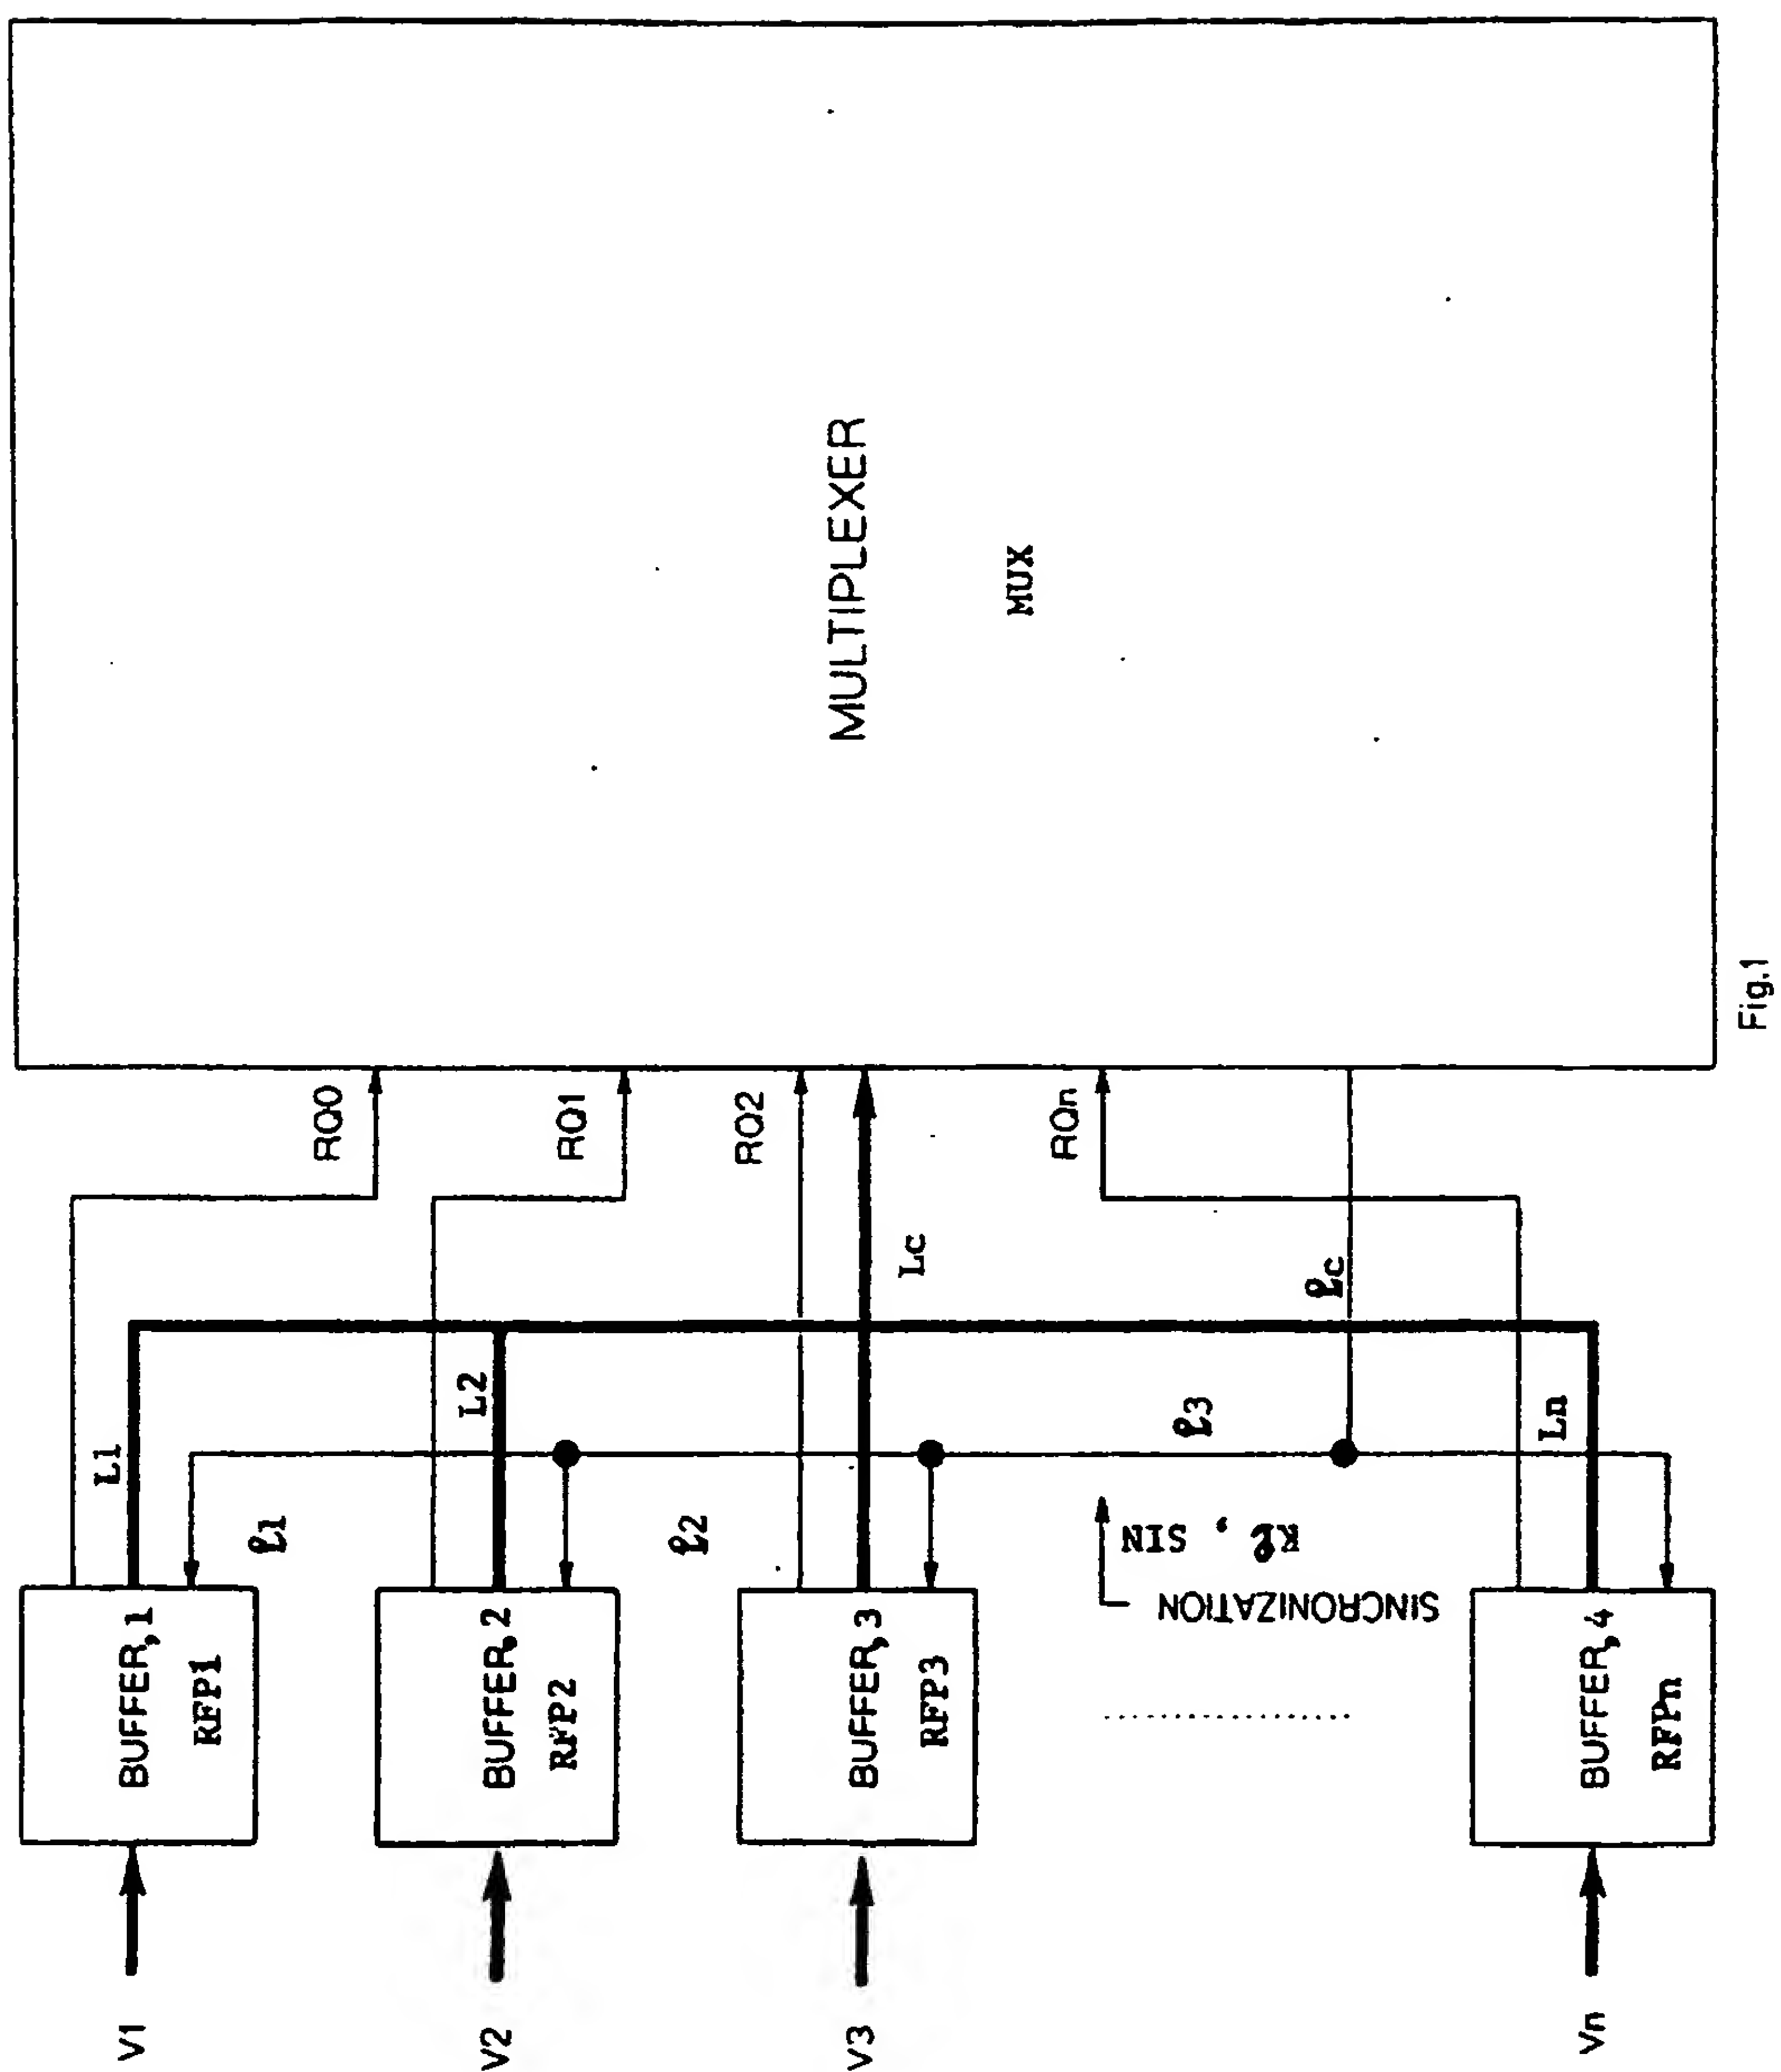 MULTIPLEXER
MUX
Fig.1
RQ0
RQ1
RQ2
RQn
Lc
ℓc
L1
L2
ℓ3
Ln
ℓ1
ℓ2
Kℓ, SIN
SINCRONIZATION
BUFFER,1
RFP1
BUFFER,2
RFP2
BUFFER,3
RFP3
BUFFER,4
RFPn
V1
V2
V3
Vn